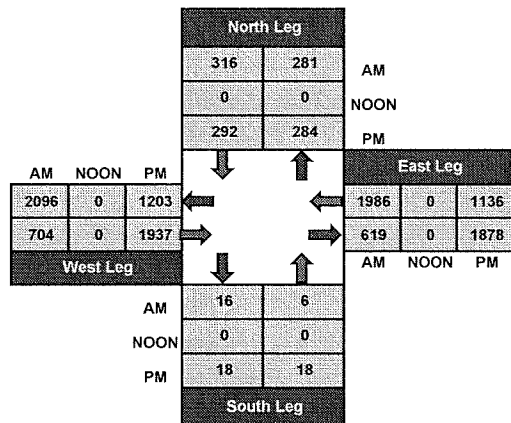 North Leg
316 281
AM
0 0
NOON
292 284
PM
AM NOON PM
East Leg
2096 0 1203
1986 0 1136
704 0 1937
619 0 1878
West Leg
AM NOON PM
AM
16 6
NOON
0 0
PM
18 18
South Leg